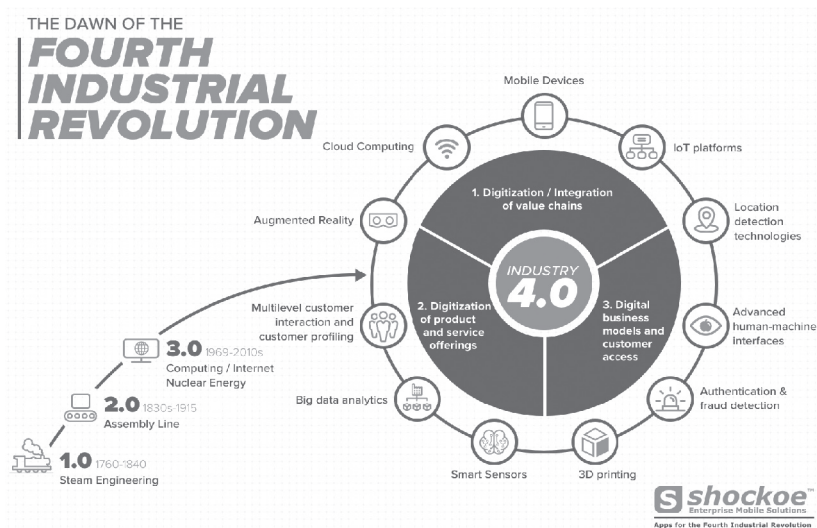 THE DAWN OF THE
FOURTH
INDUSTRIAL
REVOLUTION
Mobile Devices
Cloud Computing
IoT platforms
Augmented Reality
Location
detection
technologies
Multilevel customer
interaction and
customer profiling
Advanced
human-machine
interfaces
Big data analytics
Authentication &
fraud detection
Smart Sensors
3D printing
1. Digitization / Integration
of value chains
INDUSTRY
4.0
2. Digitization
of product
and service
offerings
3. Digital
business
models and
customer
access
3.0 1969-2010s
Computing / Internet
Nuclear Energy
2.0 1830s-1915
Assembly Line
1.0 1760-1840
Steam Engineering
S shockoe™
Enterprise Mobile Solutions
Apps for the Fourth Industrial Revolution